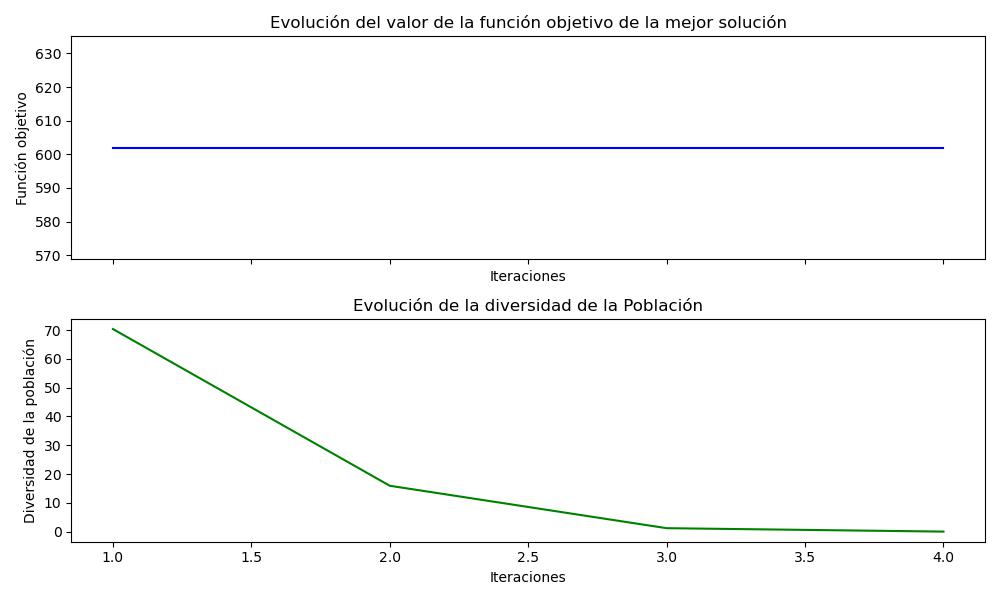 Evolución del valor de la función objetivo de la mejor solución
Función objetivo
630
620
610
600
590
580
570
Iteraciones
Evolución de la diversidad de la Población
Diversidad de la población
70
60
50
40
30
20
10
0
1.0 1.5 2.0 2.5 3.0 3.5 4.0
Iteraciones